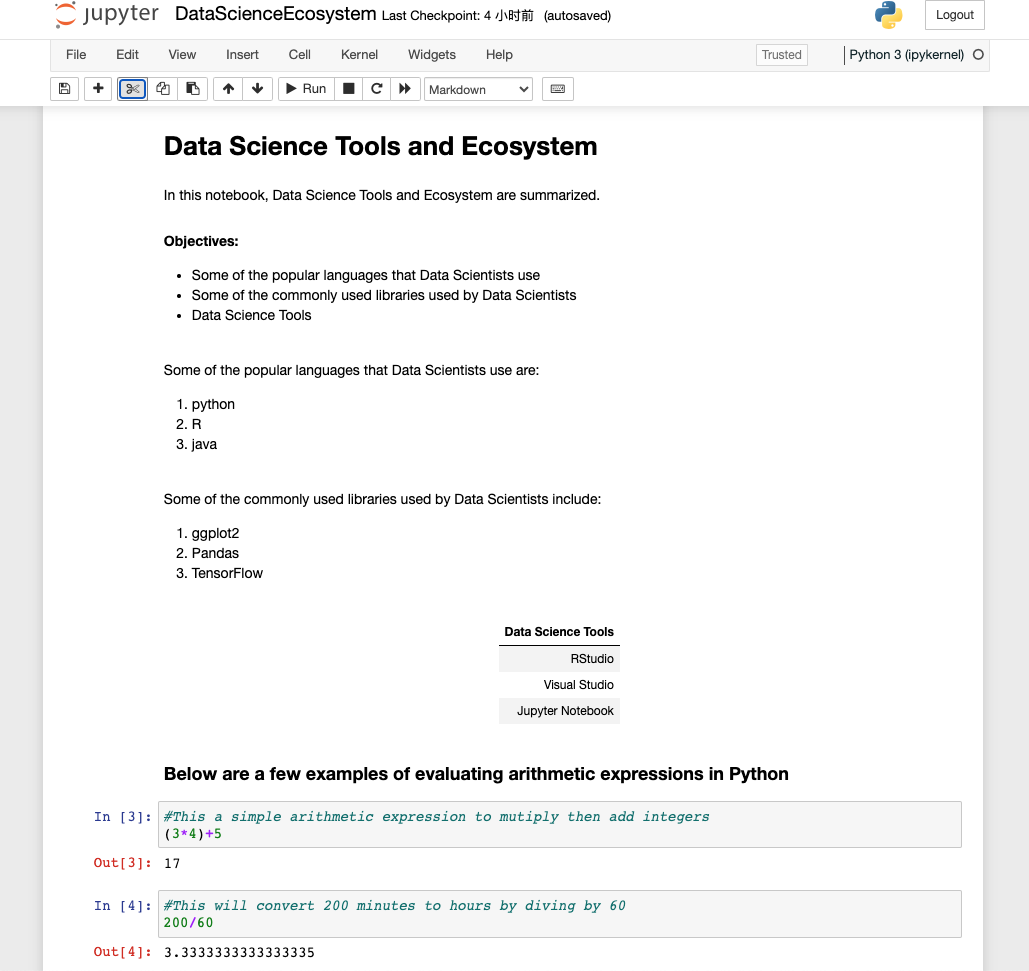 jupyter DataScienceEcosystem Last Checkpoint: 4 小时前 (autosaved) Logout
File Edit View Insert Cell Kernel Widgets Help Trusted Python 3 (ipykernel)
Run Markdown
Data Science Tools and Ecosystem
In this notebook, Data Science Tools and Ecosystem are summarized.
Objectives:
• Some of the popular languages that Data Scientists use
• Some of the commonly used libraries used by Data Scientists
• Data Science Tools
Some of the popular languages that Data Scientists use are:
1. python
2. R
3. java
Some of the commonly used libraries used by Data Scientists include:
1. ggplot2
2. Pandas
3. TensorFlow
Data Science Tools
RStudio
Visual Studio
Jupyter Notebook
Below are a few examples of evaluating arithmetic expressions in Python
In [3]: #This a simple arithmetic expression to mutiply then add integers
(3*4)+5
Out[3]: 17
In [4]: #This will convert 200 minutes to hours by diving by 60
200/60
Out[4]: 3.3333333333333335